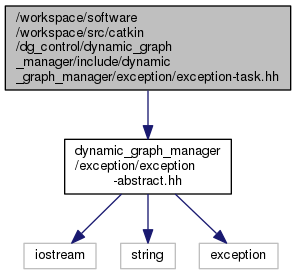 /workspace/software
/workspace/src/catkin
/dg_control/dynamic_graph
_manager/include/dynamic
_graph_manager/exception/exception-task.hh
dynamic_graph_manager
/exception/exception
-abstract.hh
iostream
string
exception